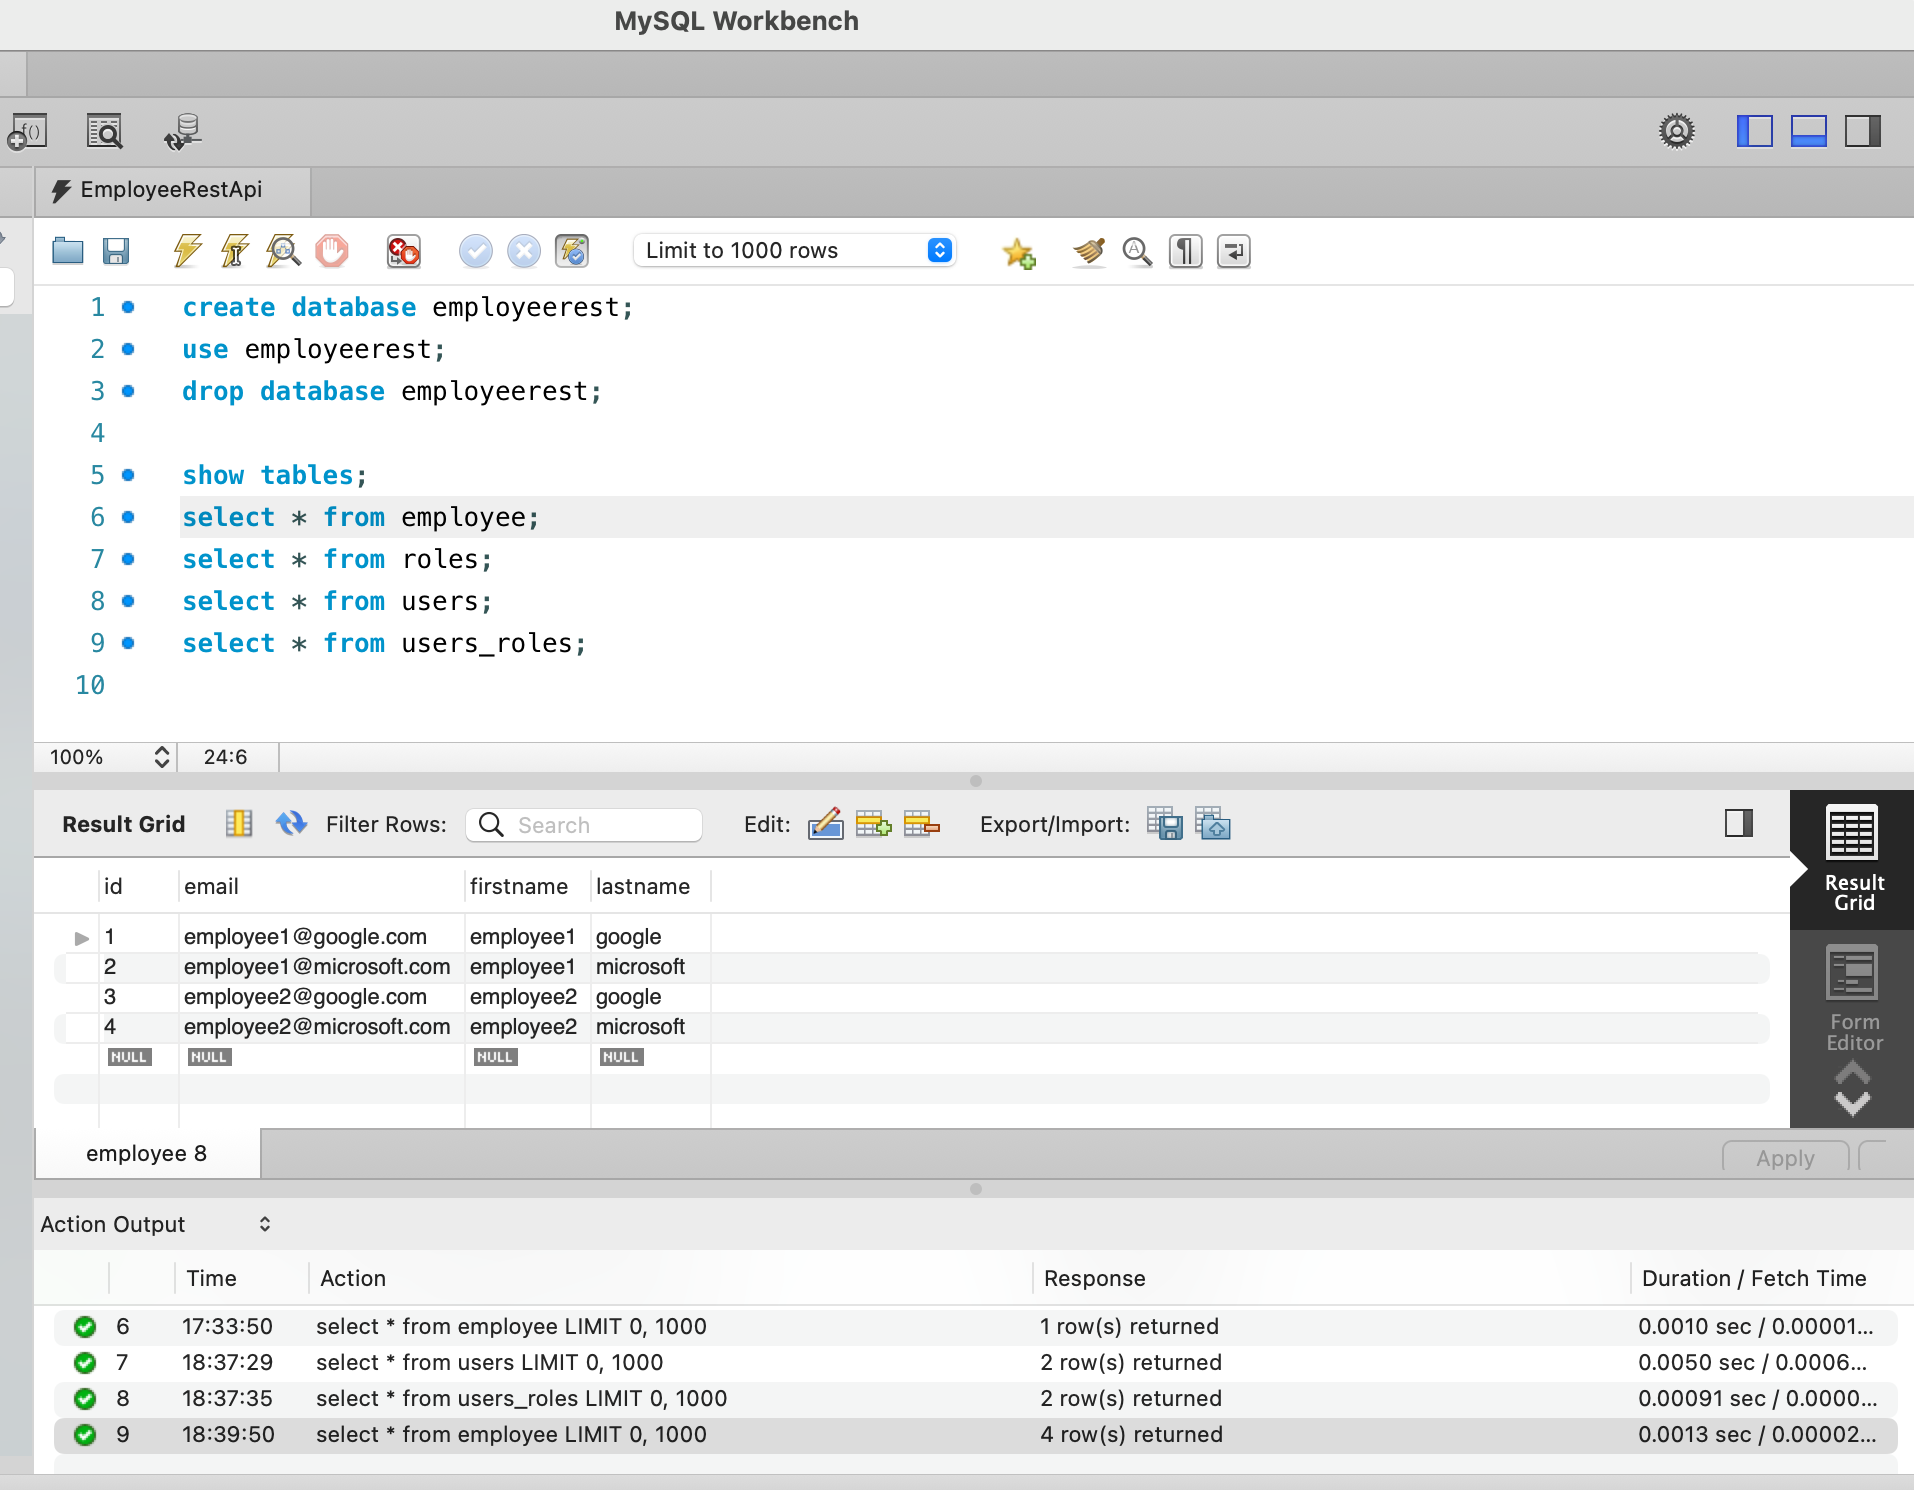 MySQL Workbench
f()
EmployeeRestApi
Limit to 1000 rows
1 create database employeerest;
2 use employeerest;
3 drop database employeerest;
4
5 show tables;
6 select * from employee;
7 select * from roles;
8 select * from users;
9 select * from users_roles;
10
100% 24:6
Result Grid Filter Rows: Search Edit: Export/Import:
Result
Grid
Form
Editor
id email firstname lastname
1 employee1@google.com employee1 google
2 employee1@microsoft.com employee1 microsoft
3 employee2@google.com employee2 google
4 employee2@microsoft.com employee2 microsoft
NULL NULL NULL NULL
employee 8 Apply
Action Output
Time Action Response Duration / Fetch Time
6 17:33:50 select * from employee LIMIT 0, 1000 1 row(s) returned 0.0010 sec / 0.00001...
7 18:37:29 select * from users LIMIT 0, 1000 2 row(s) returned 0.0050 sec / 0.0006...
8 18:37:35 select * from users_roles LIMIT 0, 1000 2 row(s) returned 0.00091 sec / 0.0000...
9 18:39:50 select * from employee LIMIT 0, 1000 4 row(s) returned 0.0013 sec / 0.00002...